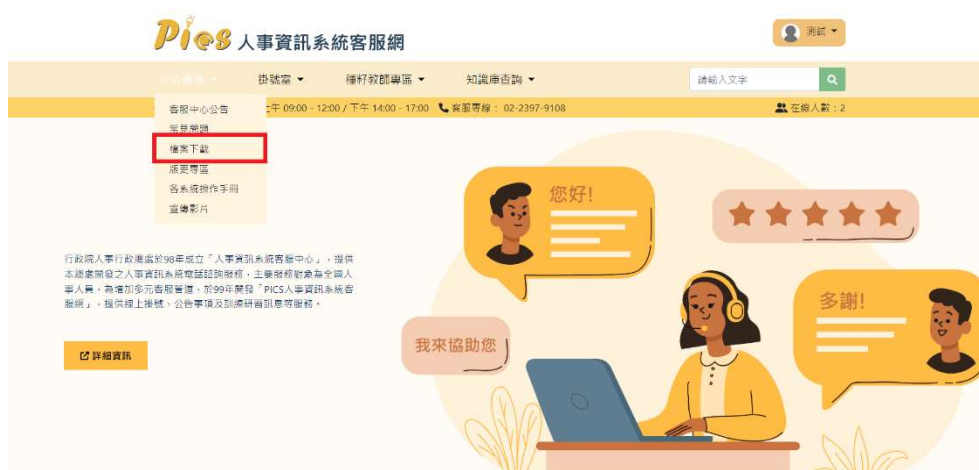 Pics 人事資訊系統客服網
測試
掛號室
種籽教師專區
知識庫查詢
請輸入文字
上午 09:00 - 12:00 / 下午 14:00 - 17:00
客服專線： 02-2397-9108
在線人數：2
客服中心公告
常見問題
檔案下載
版更專區
各系統操作手冊
宣傳影片
您好!
行政院人事行政總處於98年成立「人事資訊系統客服中心」，提供
本總處開發之人事資訊系統電話諮詢服務，主要服務對象為全國人
事人員，為增加多元客服管道，於99年開發「PICS人事資訊系統客
服網」，提供線上掛號、公告事項及訓練研習訊息等服務。
詳細資訊
我來協助您
多謝!